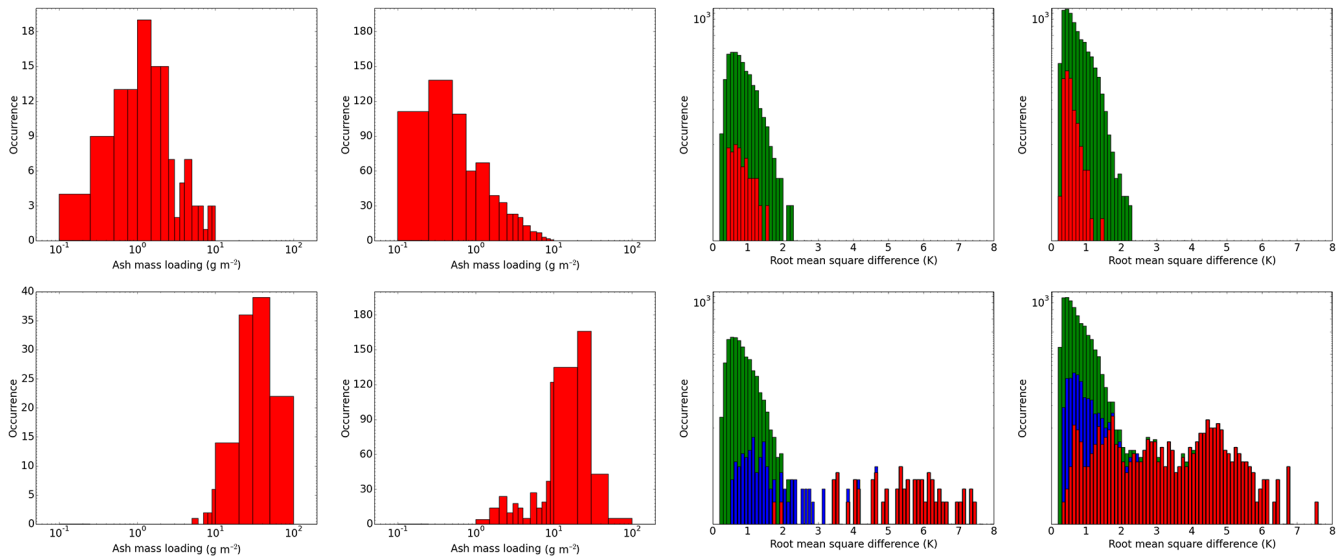 Occurrence
18
15
12
9
6
3
0
10⁻¹ 10⁰ 10¹ 10²
Ash mass loading (g m⁻²)
Occurrence
180
150
120
90
60
30
0
10⁻¹ 10⁰ 10¹ 10²
Ash mass loading (g m⁻²)
Occurrence
10³
0 1 2 3 4 5 6 7 8
Root mean square difference (K)
Occurrence
10³
0 1 2 3 4 5 6 7 8
Root mean square difference (K)
Occurrence
40
35
30
25
20
15
10
5
0
10⁻¹ 10⁰ 10¹ 10²
Ash mass loading (g m⁻²)
Occurrence
180
150
120
90
60
30
0
10⁻¹ 10⁰ 10¹ 10²
Ash mass loading (g m⁻²)
Occurrence
10³
0 1 2 3 4 5 6 7 8
Root mean square difference (K)
Occurrence
10³
0 1 2 3 4 5 6 7 8
Root mean square difference (K)